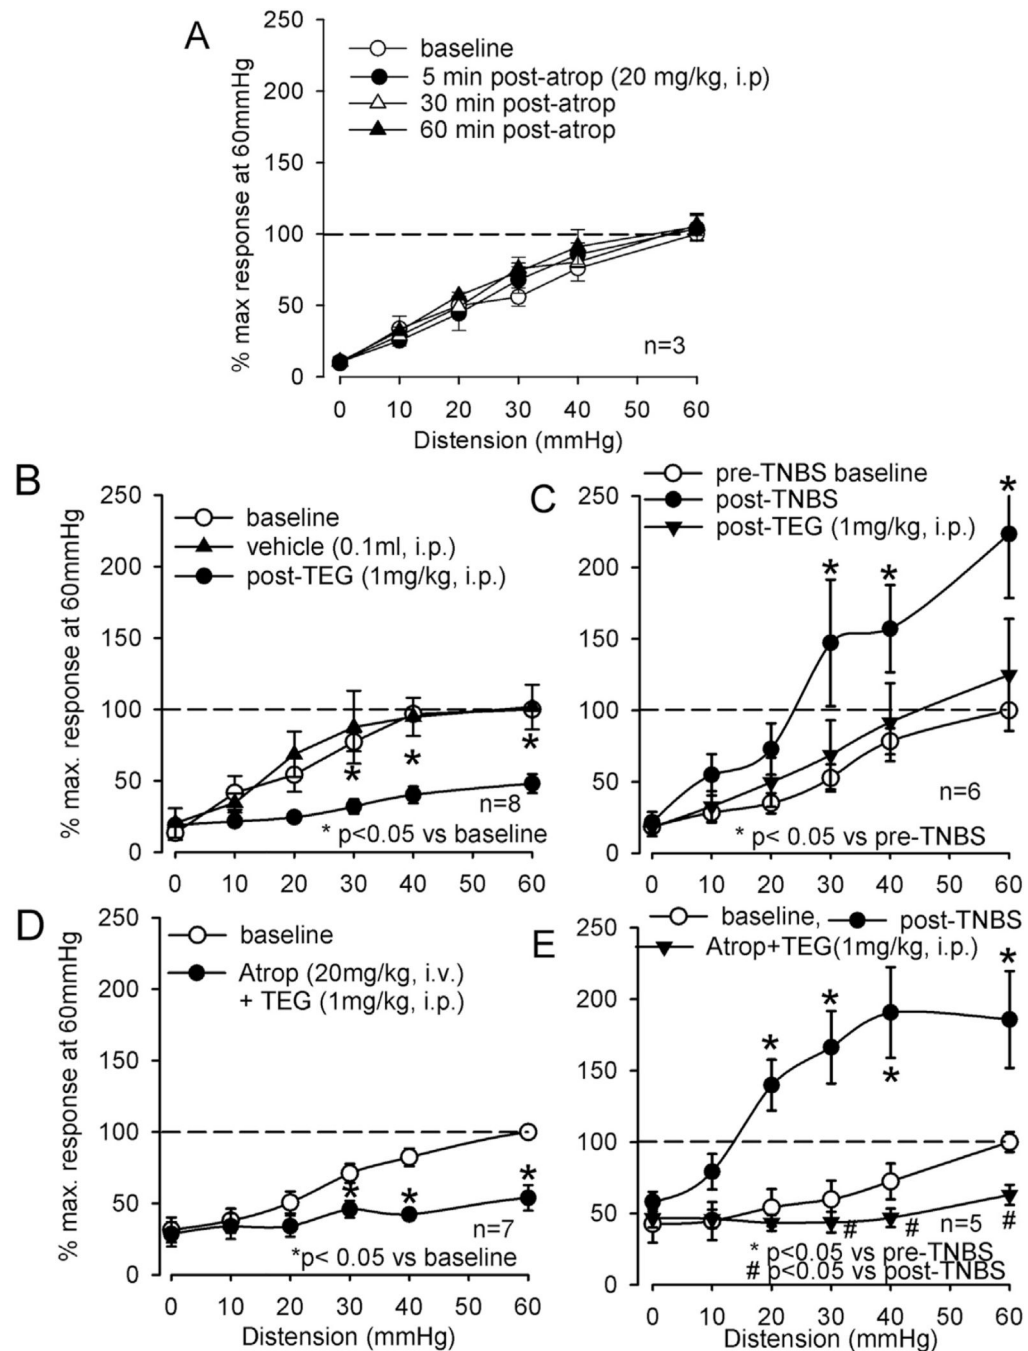 A
baseline
5 min post-atrop (20 mg/kg, i.p)
30 min post-atrop
60 min post-atrop
% max response at 60mmHg
250
200
150
100
50
0
n=3
0 10 20 30 40 60
Distension (mmHg)
B
baseline
vehicle (0.1ml, i.p.)
post-TEG (1mg/kg, i.p.)
% max. response at 60mmHg
250
200
150
100
50
0
* * *
n=8
* p<0.05 vs baseline
0 10 20 30 40 60
C
pre-TNBS baseline
post-TNBS
post-TEG (1mg/kg, i.p.)
250
200
150
100
50
0
* * *
n=6
* p< 0.05 vs pre-TNBS
0 10 20 30 40 60
D
baseline
Atrop (20mg/kg, i.v.)
+ TEG (1mg/kg, i.p.)
% max. response at 60mmHg
250
200
150
100
50
0
* * *
n=7
*p< 0.05 vs baseline
0 10 20 30 40 60
Distension (mmHg)
E
baseline, post-TNBS
Atrop+TEG(1mg/kg, i.p.)
250
200
150
100
50
0
* * * *
# # #
n=5
* p<0.05 vs pre-TNBS
# p<0.05 vs post-TNBS
0 10 20 30 40 50 60
Distension (mmHg)